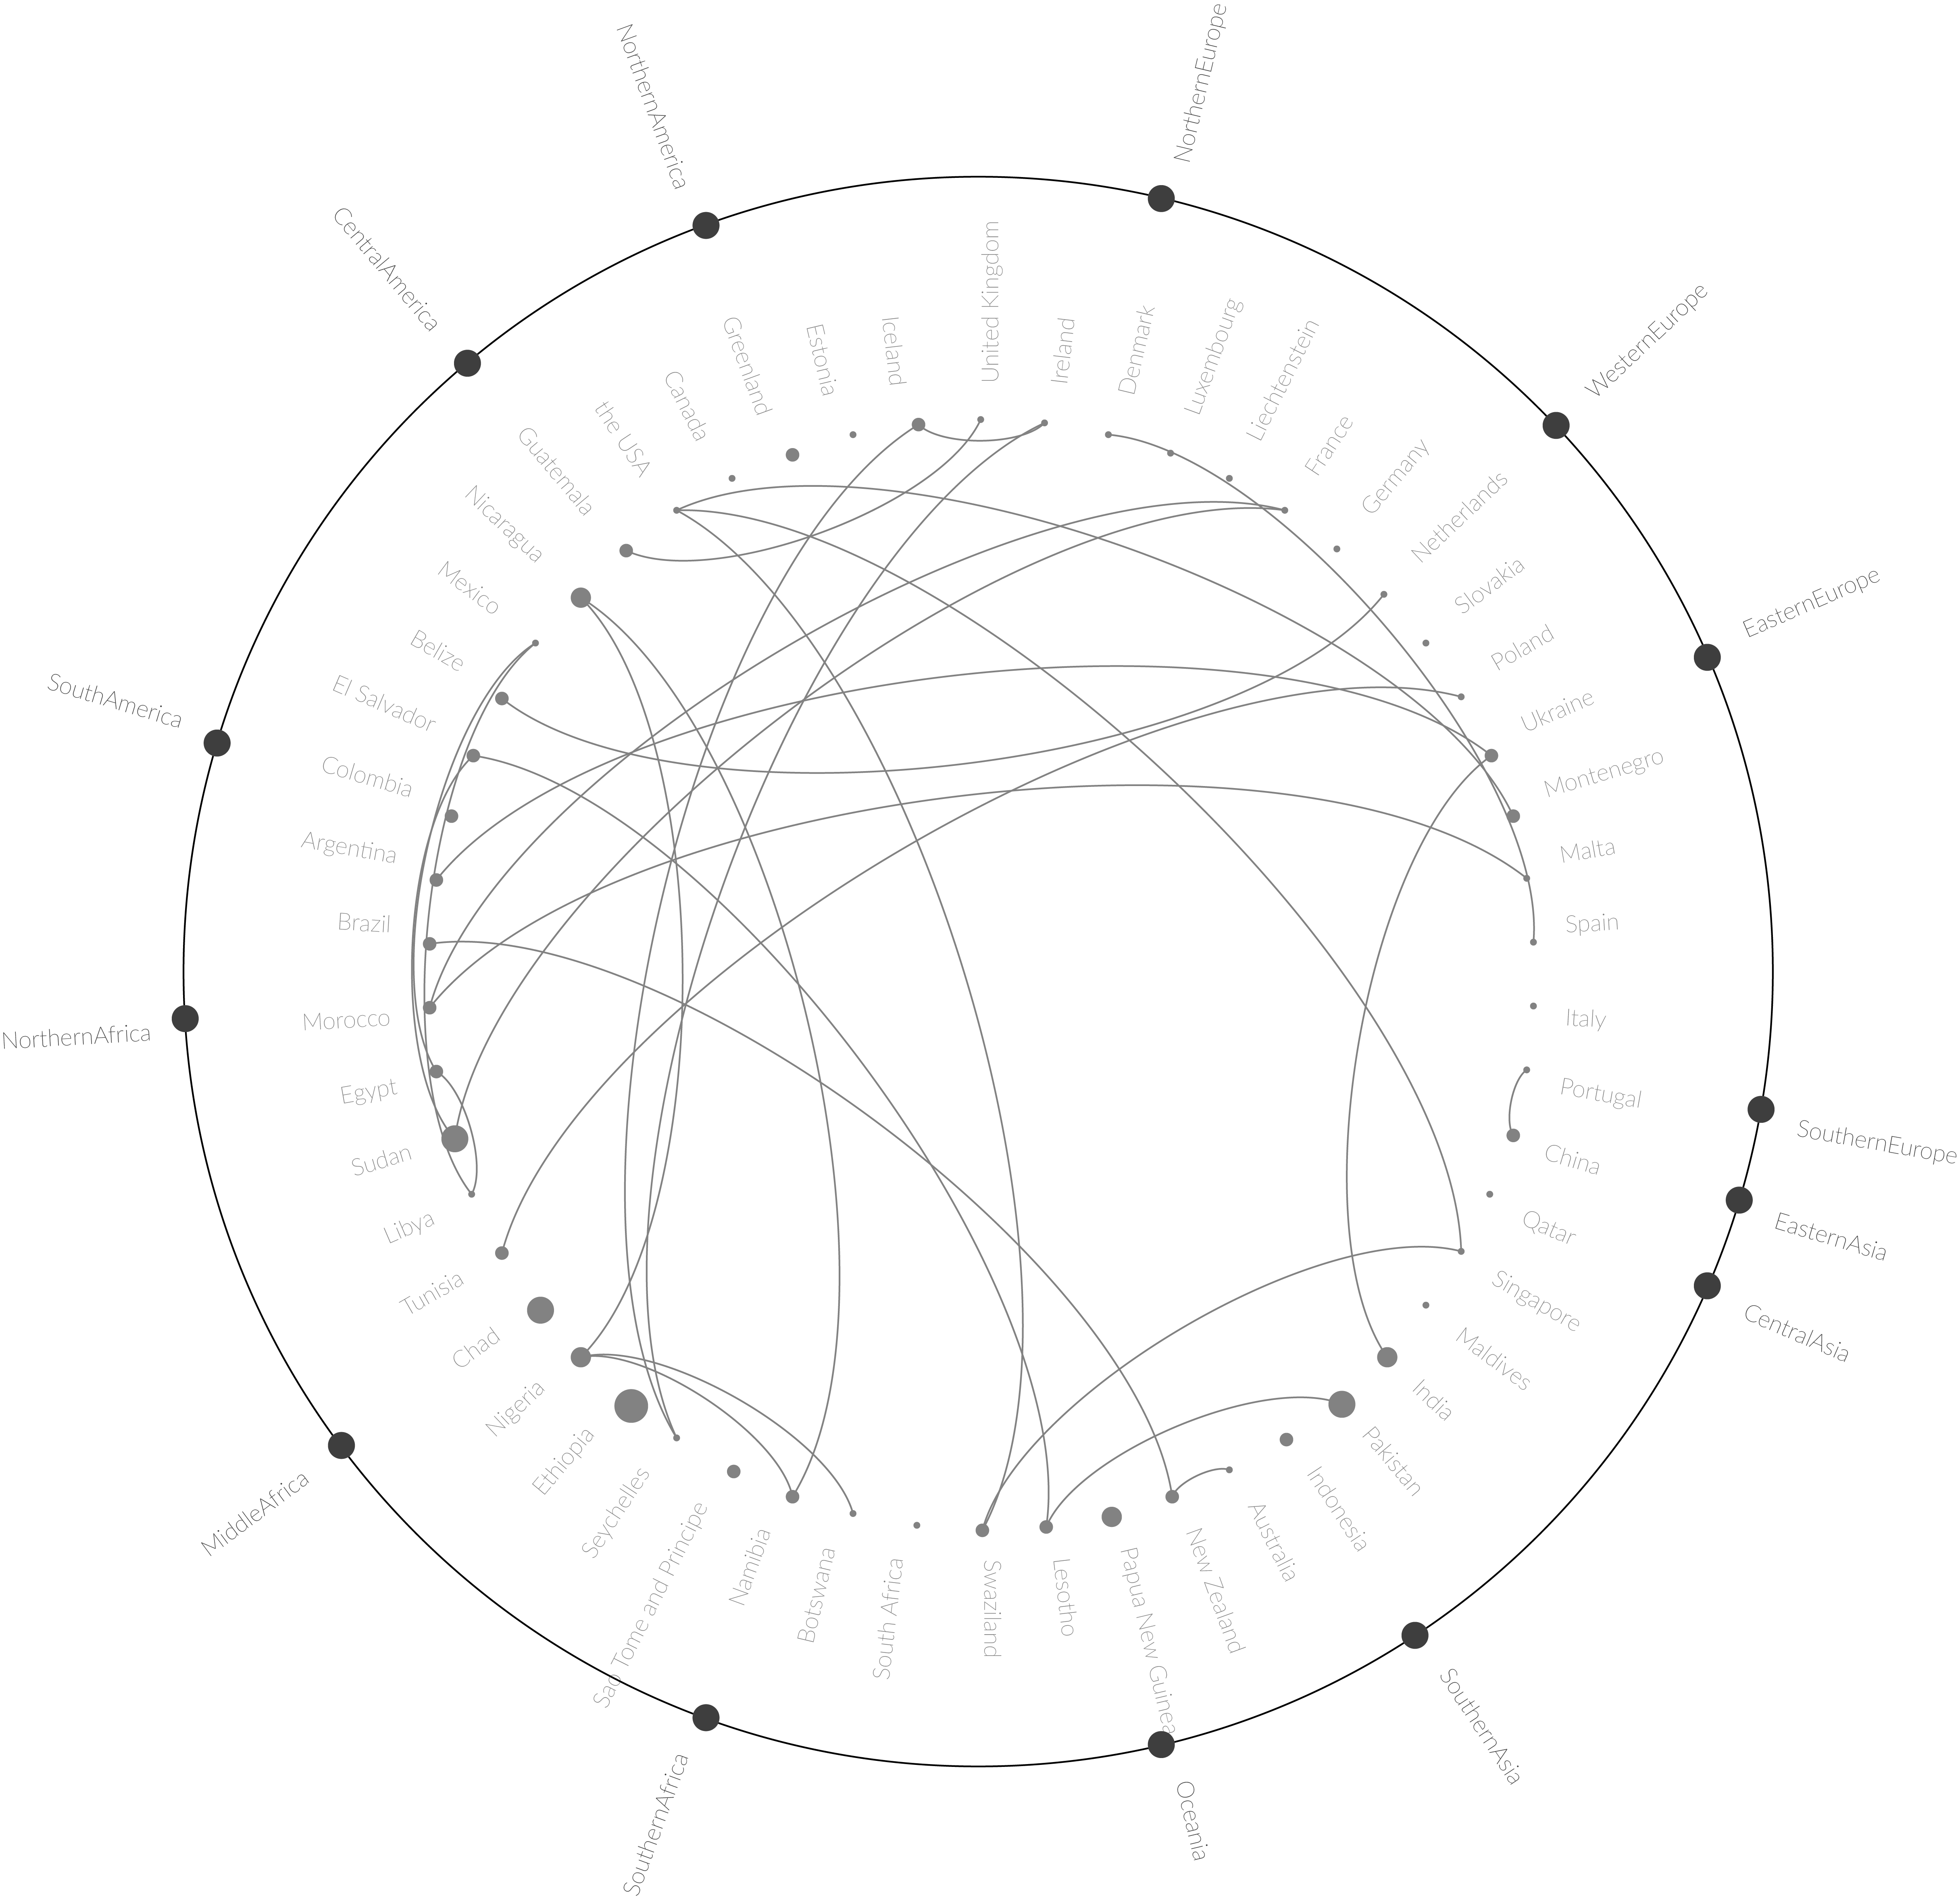 NorthernEurope
WesternEurope
EasternEurope
SouthernEurope
EasternAsia
CentralAsia
SouthernAsia
Oceania
SouthernAfrica
MiddleAfrica
NorthernAfrica
SouthAmerica
CentralAmerica
NorthernAmerica
United Kingdom
Ireland
Denmark
Luxembourg
Liechtenstein
France
Germany
Netherlands
Slovakia
Poland
Ukraine
Montenegro
Malta
Spain
Italy
Portugal
China
Qatar
Singapore
Maldives
India
Pakistan
Indonesia
Australia
New Zealand
Papua New Guinea
Lesotho
Swaziland
South Africa
Botswana
Namibia
Sao Tome and Principe
Seychelles
Ethiopia
Nigeria
Chad
Tunisia
Libya
Sudan
Egypt
Morocco
Brazil
Argentina
Colombia
El Salvador
Belize
Mexico
Nicaragua
Guatemala
the USA
Canada
Greenland
Estonia
Iceland